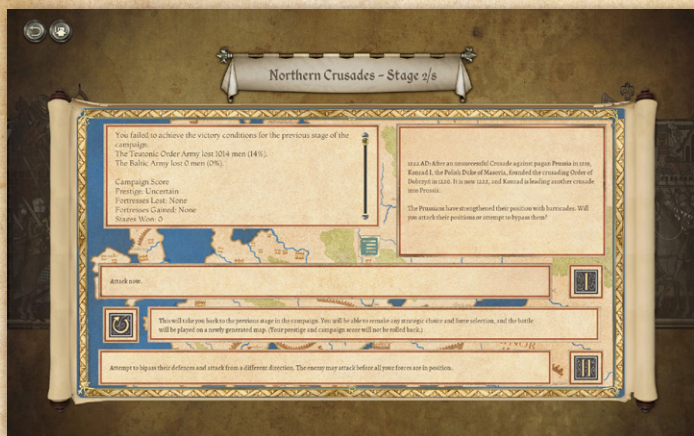 Northern Crusades - Stage 2/8
You failed to achieve the victory conditions for the previous stage of the
campaign.
The Teutonic Order Army lost 1014 men (14%).
The Baltic Army lost 0 men (0%).
Campaign Score
Prestige: Uncertain
Fortresses Lost: None
Fortresses Gained: None
Stages Won: 0
1222 AD: After an unsuccessful Crusade against pagan Prussia in 1219,
Konrad I, the Polish Duke of Masovia, founded the crusading Order of
Dobrzyń in 1220. It is now 1222, and Konrad is leading another crusade
into Prussia.
The Prussians have strengthened their position with barricades. Will
you attack their positions or attempt to bypass them?
Attack now.
I
This will take you back to the previous stage in the campaign. You will be able to remake any strategic choice and force selection, and the battle
will be played on a newly generated map. (Your prestige and campaign score will not be rolled back.)
Attempt to bypass their defences and attack from a different direction. The enemy may attack before all your forces are in position.
II